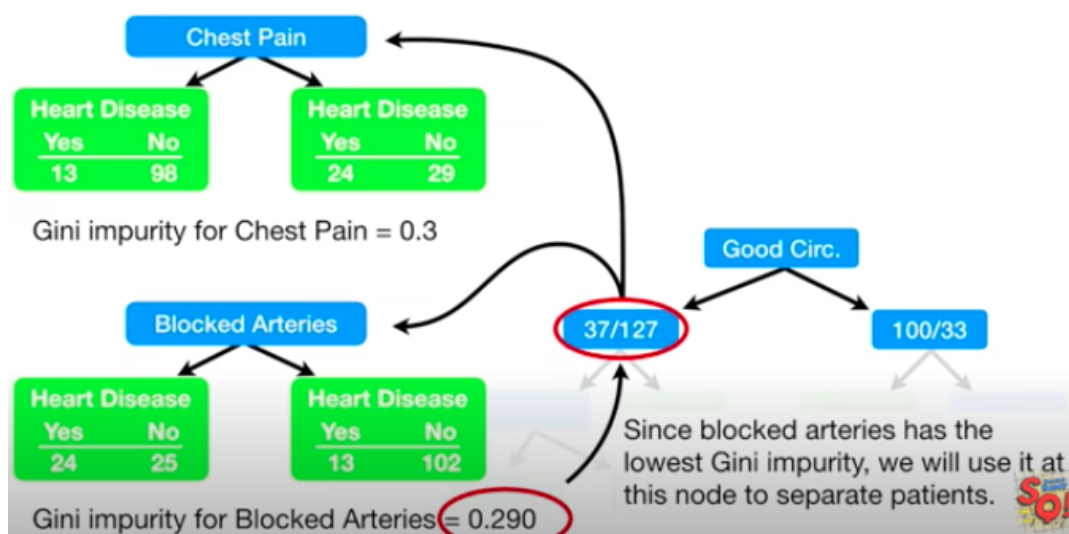 Chest Pain
Heart Disease
Yes No
13 98
Heart Disease
Yes No
24 29
Gini impurity for Chest Pain = 0.3
Good Circ.
37/127
100/33
Blocked Arteries
Heart Disease
Yes No
24 25
Heart Disease
Yes No
13 102
Gini impurity for Blocked Arteries = 0.290
Since blocked arteries has the
lowest Gini impurity, we will use it at
this node to separate patients.
SQ!